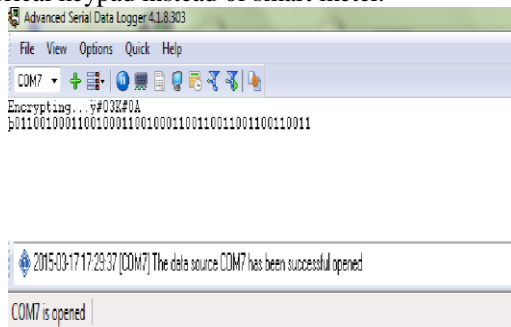 rical keypad instead of smart meter.
Advanced Serial Data Logger 4.1.8.303
File View Options Quick Help
COM7
Encrypting...ÿ#03K#0A
þ011001000110010001100100011001100110011001100110011
2015-03-17 17:29:37 [COM7] The data source COM7 has been successful opened
COM7 is opened